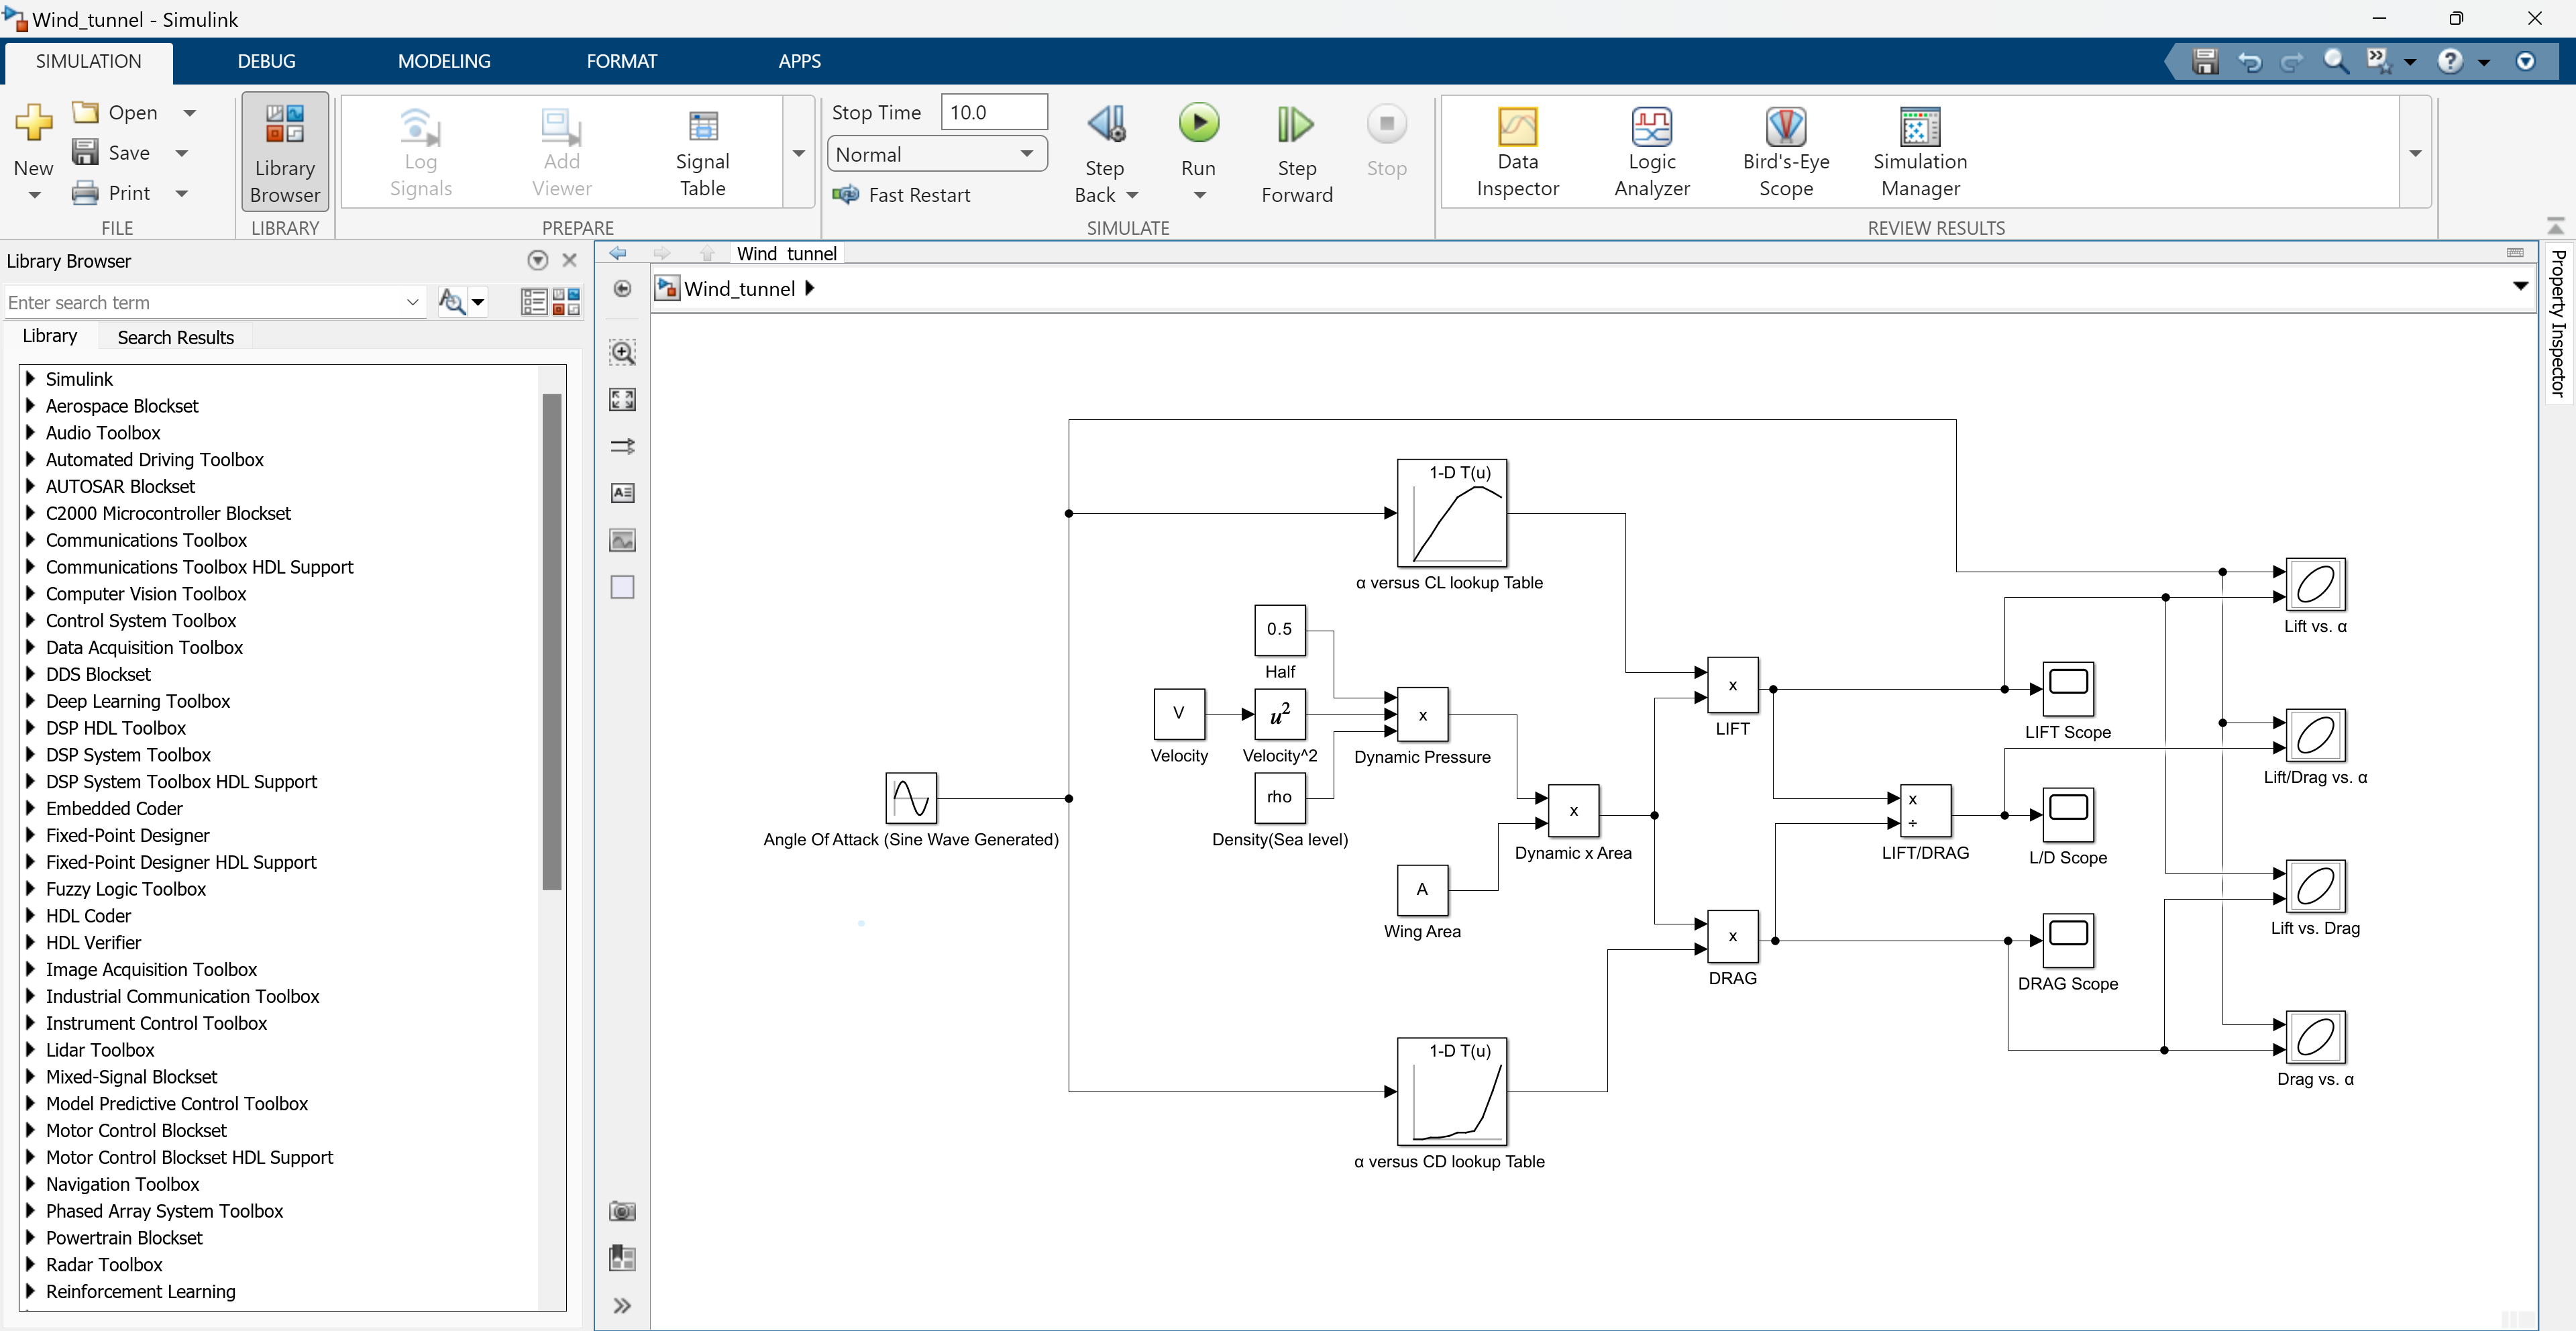 Wind_tunnel - Simulink
SIMULATION DEBUG MODELING FORMAT APPS
New
Open
Save
Print
FILE
Library
Browser
LIBRARY
Log
Signals
Add
Viewer
Signal
Table
PREPARE
Stop Time 10.0
Normal
Fast Restart
Step
Back
Run
Step
Forward
Stop
SIMULATE
Data
Inspector
Logic
Analyzer
Bird's-Eye
Scope
Simulation
Manager
REVIEW RESULTS
Library Browser
Enter search term
Library Search Results
Simulink
Aerospace Blockset
Audio Toolbox
Automated Driving Toolbox
AUTOSAR Blockset
C2000 Microcontroller Blockset
Communications Toolbox
Communications Toolbox HDL Support
Computer Vision Toolbox
Control System Toolbox
Data Acquisition Toolbox
DDS Blockset
Deep Learning Toolbox
DSP HDL Toolbox
DSP System Toolbox
DSP System Toolbox HDL Support
Embedded Coder
Fixed-Point Designer
Fixed-Point Designer HDL Support
Fuzzy Logic Toolbox
HDL Coder
HDL Verifier
Image Acquisition Toolbox
Industrial Communication Toolbox
Instrument Control Toolbox
Lidar Toolbox
Mixed-Signal Blockset
Model Predictive Control Toolbox
Motor Control Blockset
Motor Control Blockset HDL Support
Navigation Toolbox
Phased Array System Toolbox
Powertrain Blockset
Radar Toolbox
Reinforcement Learning
Wind_tunnel
Wind_tunnel
Property Inspector
1-D T(u)
α versus CL lookup Table
0.5
Half
V
Velocity
u²
Velocity^2
x
Dynamic Pressure
rho
Density(Sea level)
Angle Of Attack (Sine Wave Generated)
A
Wing Area
x
Dynamic x Area
x
LIFT
x
DRAG
x
÷
LIFT/DRAG
LIFT Scope
L/D Scope
DRAG Scope
Lift vs. α
Lift/Drag vs. α
Lift vs. Drag
Drag vs. α
1-D T(u)
α versus CD lookup Table